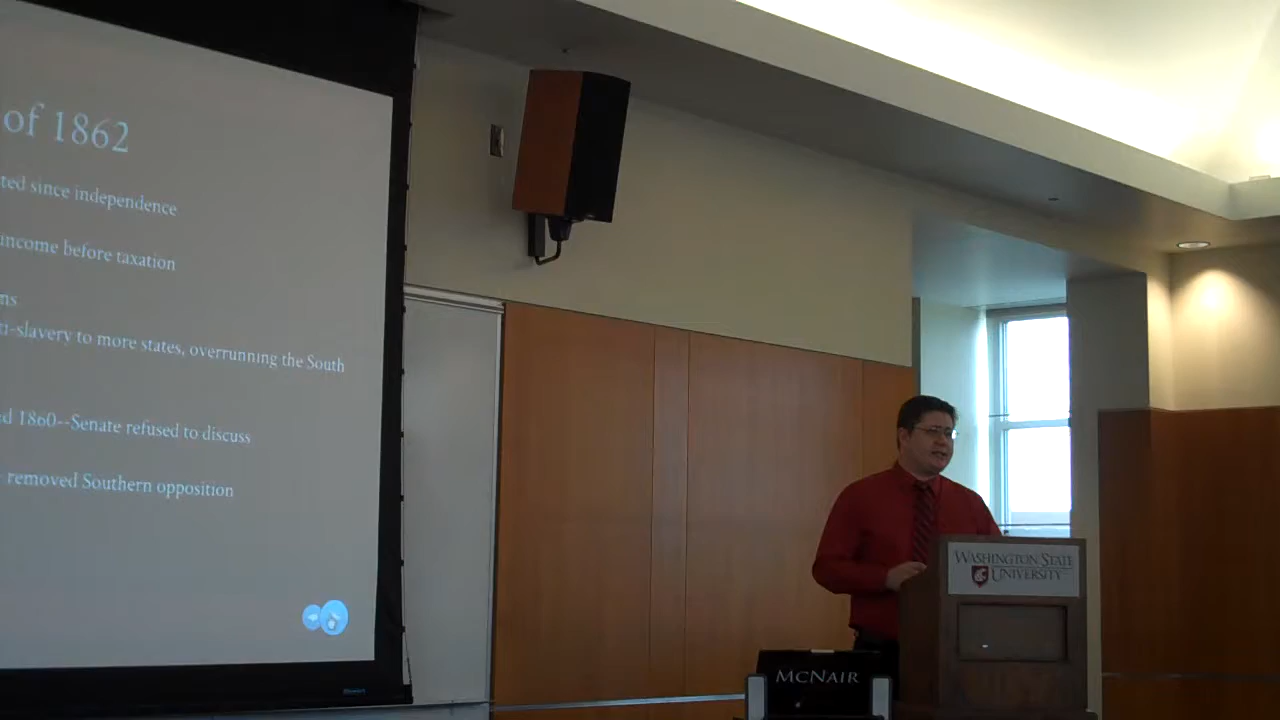 of 1862
ted since independence
income before taxation
ns
ti-slavery to more states, overrunning the South
d 1860--Senate refused to discuss
removed Southern opposition
WASHINGTON STATE
UNIVERSITY
MCNAIR